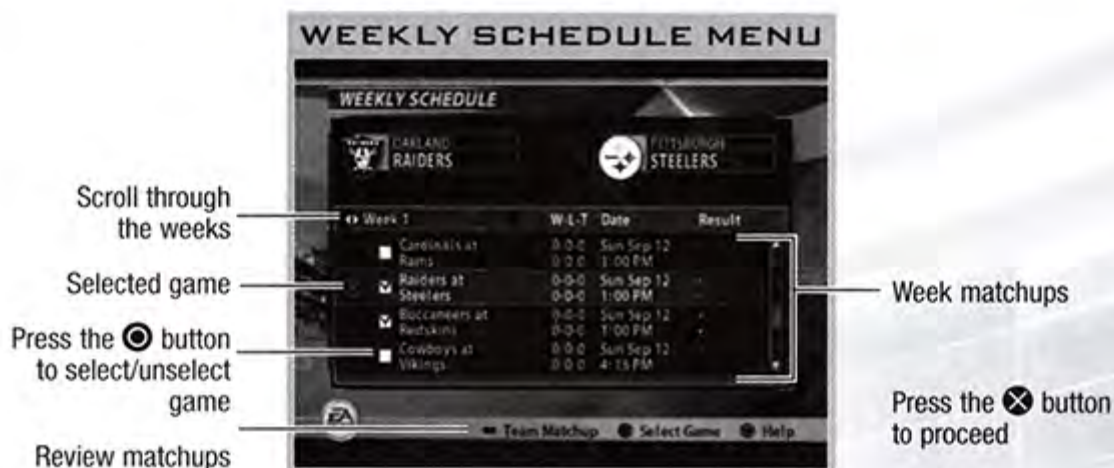 WEEKLY SCHEDULE MENU
WEEKLY SCHEDULE
OAKLAND
RAIDERS
PITTSBURGH
STEELERS
Scroll through
the weeks
Week 1 W-L-T Date Result
Cardinals at 0-0-0 Sun Sep 12
Rams 0-0-0 1:00 PM
Selected game
Raiders at 0-0-0 Sun Sep 12 -
Steelers 0-0-0 1:00 PM -
Buccaneers at 0-0-0 Sun Sep 12 -
Redskins 0-0-0 1:00 PM -
Cowboys at 0-0-0 Sun Sep 12
Vikings 0-0-0 4:15 PM
Week matchups
Press the button
to select/unselect
game
Press the button
to proceed
EA
Team Matchup Select Game Help
Review matchups